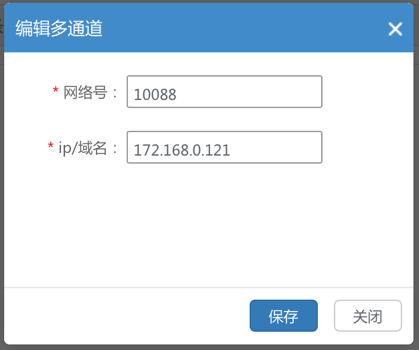 编辑多通道
* 网络号： 10088
* ip/域名： 172.168.0.121
保存 关闭